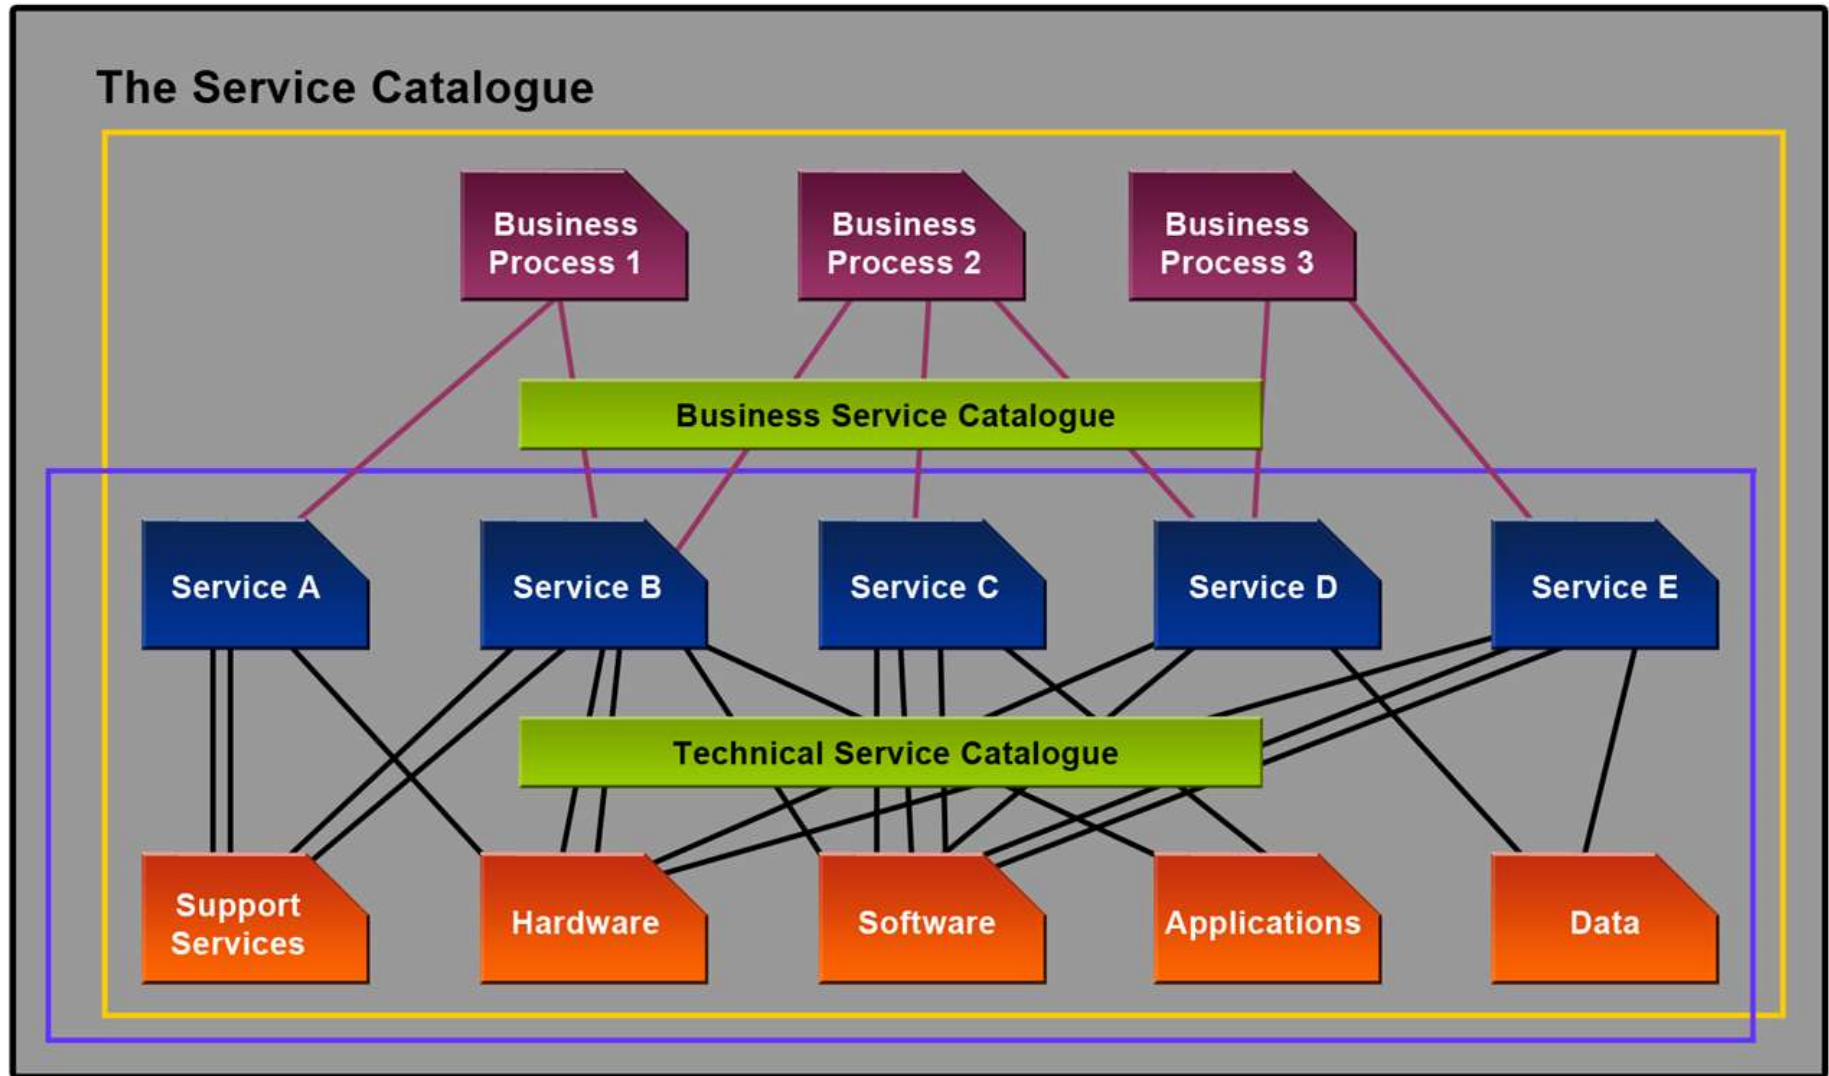 The Service Catalogue
Business
Process 1
Business
Process 2
Business
Process 3
Business Service Catalogue
Service A
Service B
Service C
Service D
Service E
Technical Service Catalogue
Support
Services
Hardware
Software
Applications
Data